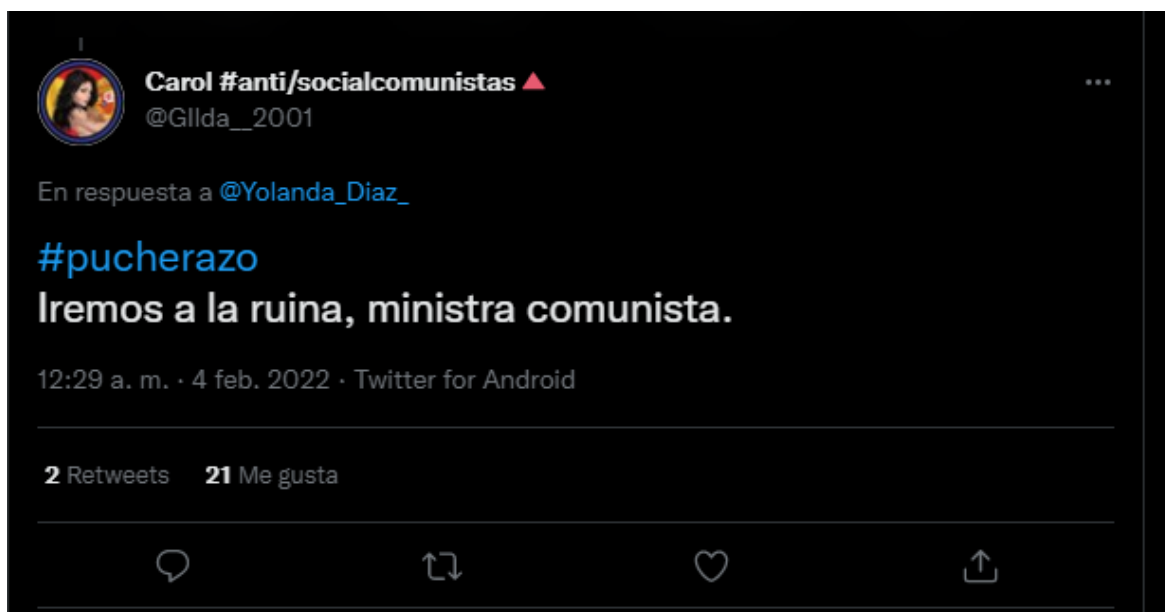 Carol #anti/socialcomunistas🔺
@GIlda__2001
En respuesta a @Yolanda_Diaz_
#pucherazo
Iremos a la ruina, ministra comunista.
12:29 a. m. · 4 feb. 2022 · Twitter for Android
2 Retweets 21 Me gusta